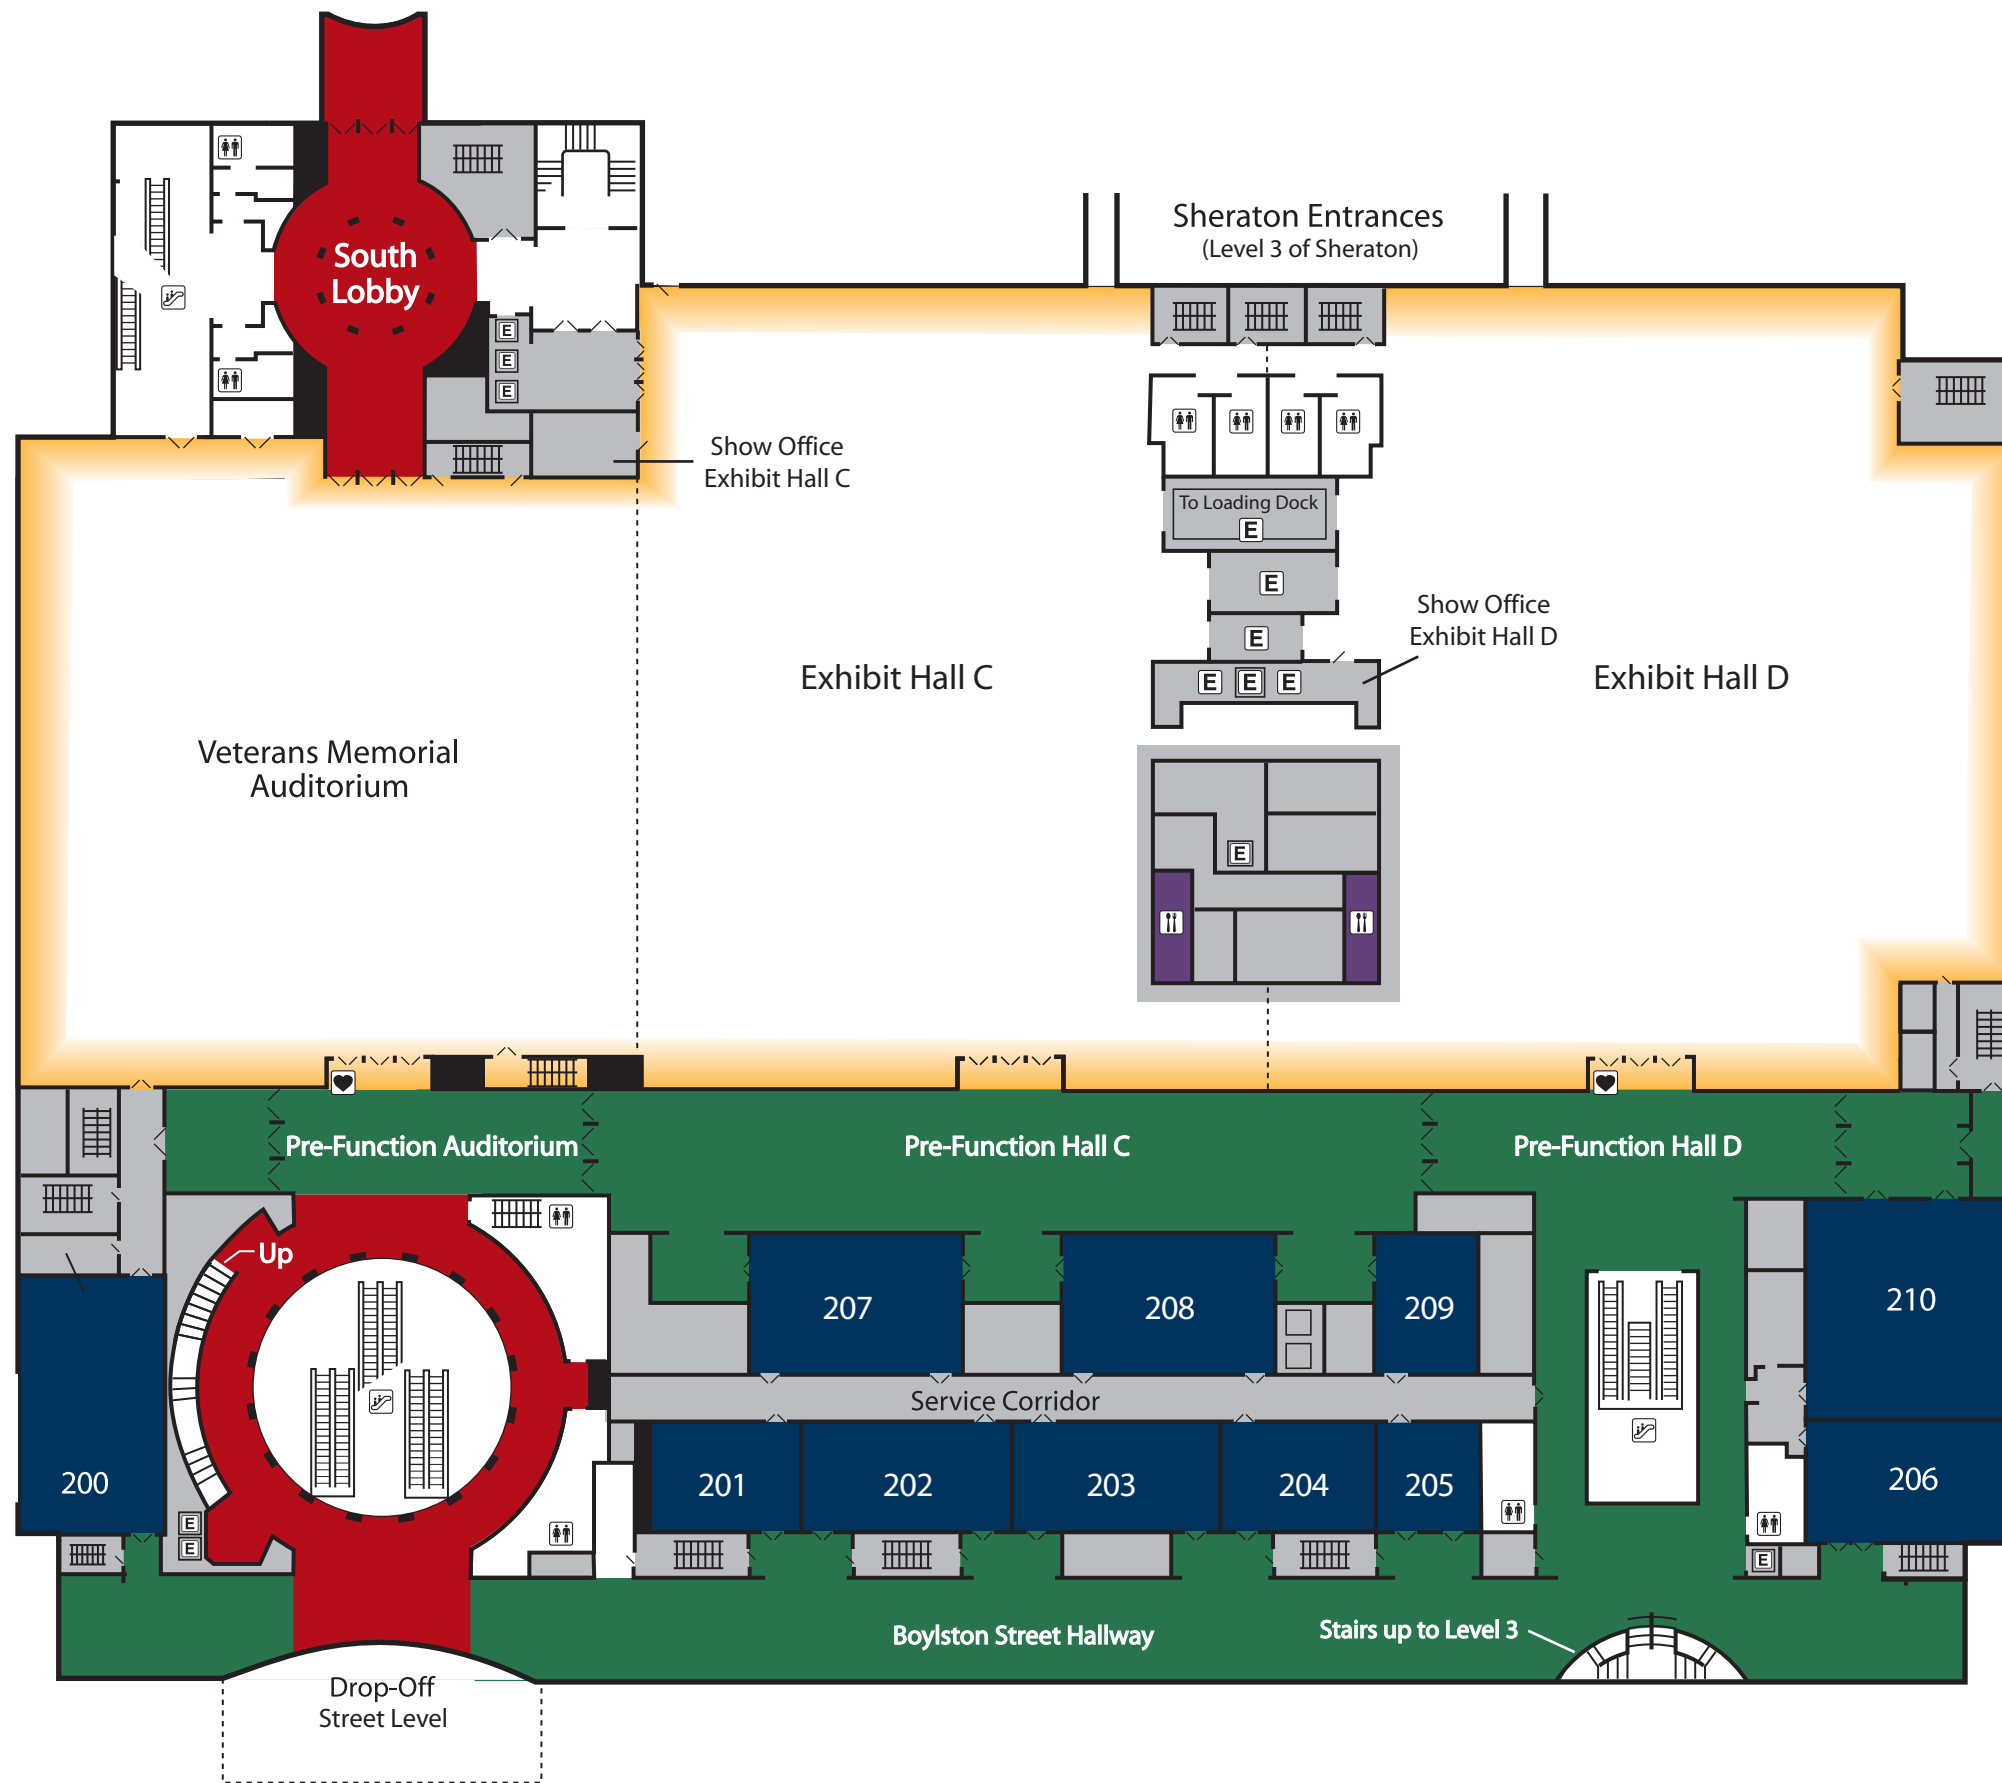 Sheraton Entrances
(Level 3 of Sheraton)
South
Lobby
E
E
E
Show Office
Exhibit Hall C
To Loading Dock
E
E
E
Show Office
Exhibit Hall D
E
E
E
Exhibit Hall C
Exhibit Hall D
Veterans Memorial
Auditorium
E
Pre-Function Auditorium
Pre-Function Hall C
Pre-Function Hall D
Up
207
208
209
210
Service Corridor
200
201
202
203
204
205
206
E
E
E
Boylston Street Hallway
Stairs up to Level 3
Drop-Off
Street Level